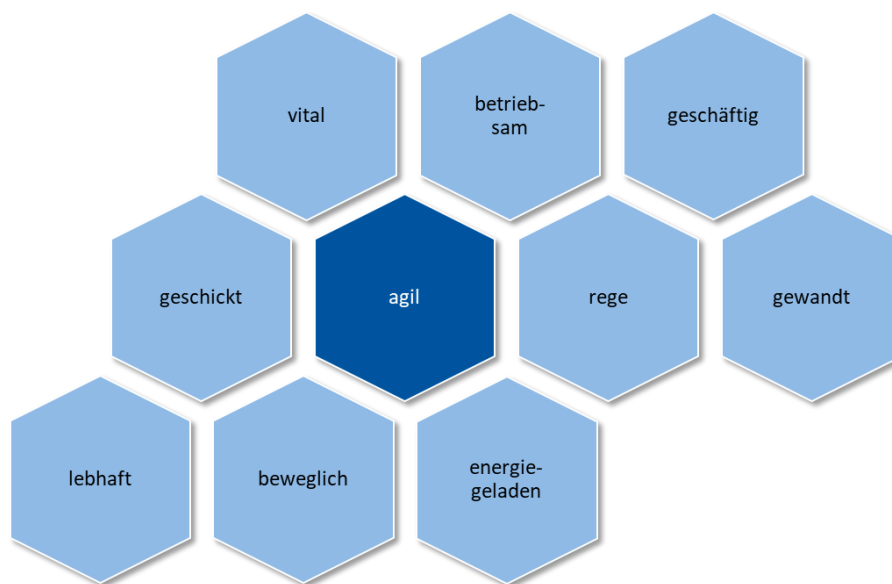 vital
betrieb-
sam
geschäftig
geschickt
agil
rege
gewandt
lebhaft
beweglich
energie-
geladen